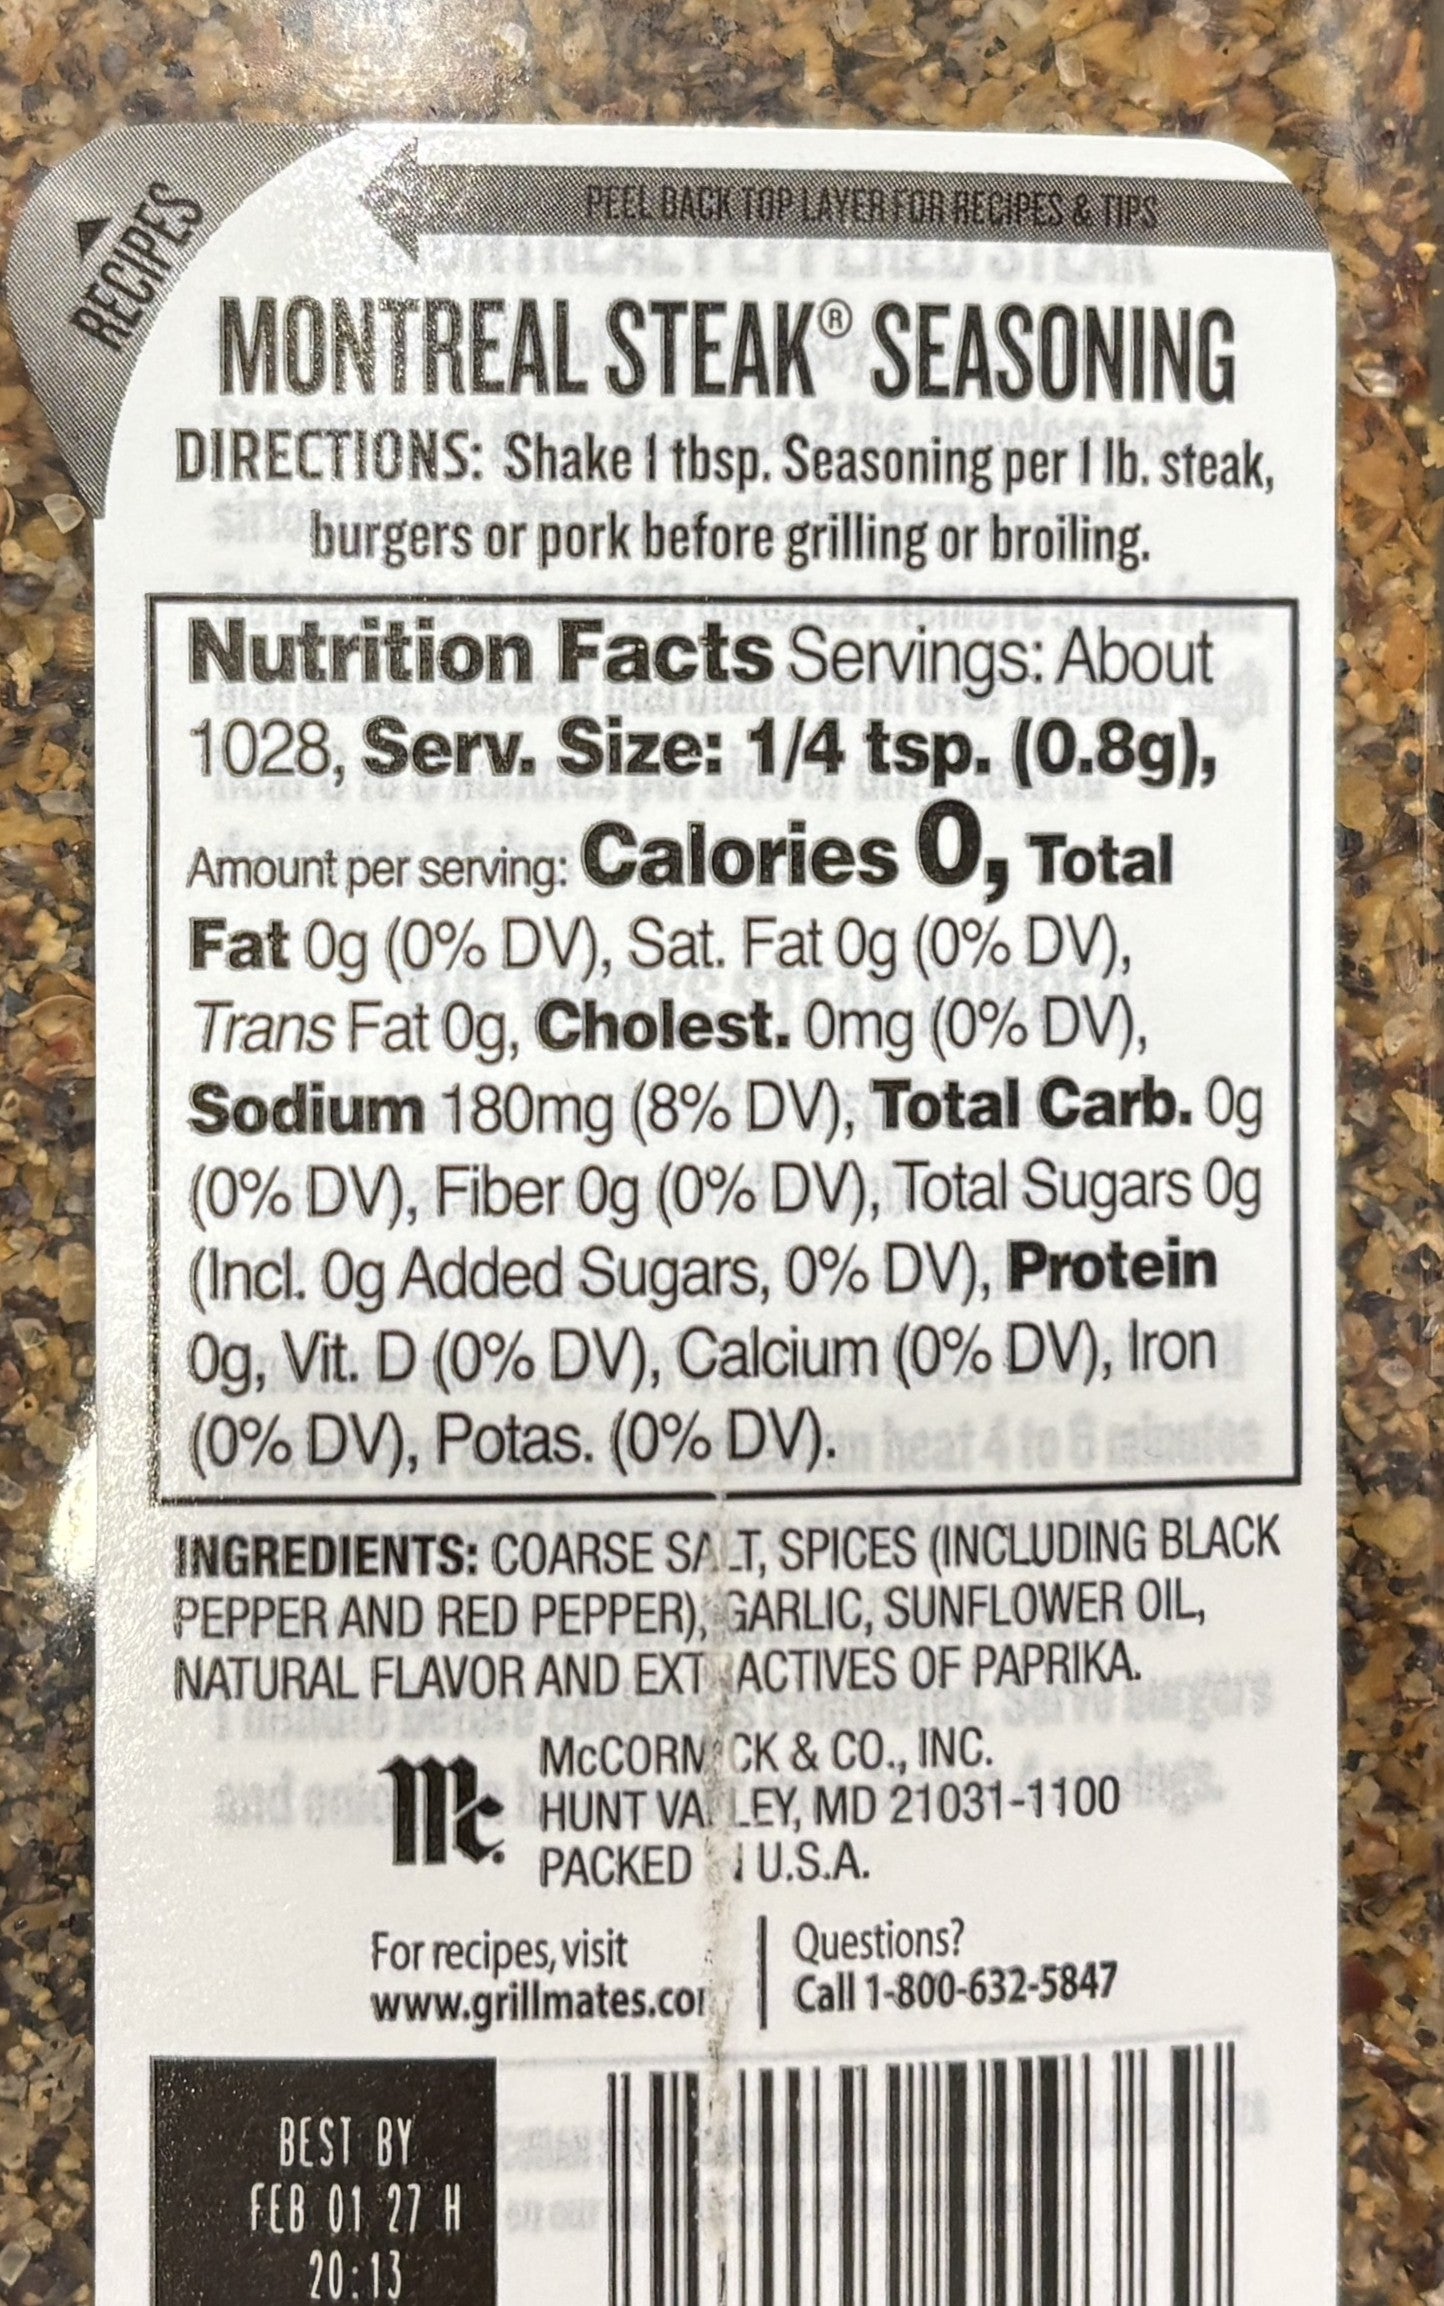 PEEL BACK TOP LAYER FOR RECIPES & TIPS
RECIPES
MONTREAL STEAK® SEASONING
DIRECTIONS: Shake 1 tbsp. Seasoning per 1 lb. steak,
burgers or pork before grilling or broiling.
Nutrition Facts Servings: About
1028, Serv. Size: 1/4 tsp. (0.8g),
Amount per serving: Calories 0, Total
Fat 0g (0% DV), Sat. Fat 0g (0% DV),
Trans Fat 0g, Cholest. 0mg (0% DV),
Sodium 180mg (8% DV), Total Carb. 0g
(0% DV), Fiber 0g (0% DV), Total Sugars 0g
(Incl. 0g Added Sugars, 0% DV), Protein
0g, Vit. D (0% DV), Calcium (0% DV), Iron
(0% DV), Potas. (0% DV).
INGREDIENTS: COARSE SALT, SPICES (INCLUDING BLACK
PEPPER AND RED PEPPER), GARLIC, SUNFLOWER OIL,
NATURAL FLAVOR AND EXTRACTIVES OF PAPRIKA.
Mc
McCORMICK & CO., INC.
HUNT VALLEY, MD 21031-1100
PACKED IN U.S.A.
For recipes, visit
www.grillmates.com
Questions?
Call 1-800-632-5847
BEST BY
FEB 01 27 H
20:13